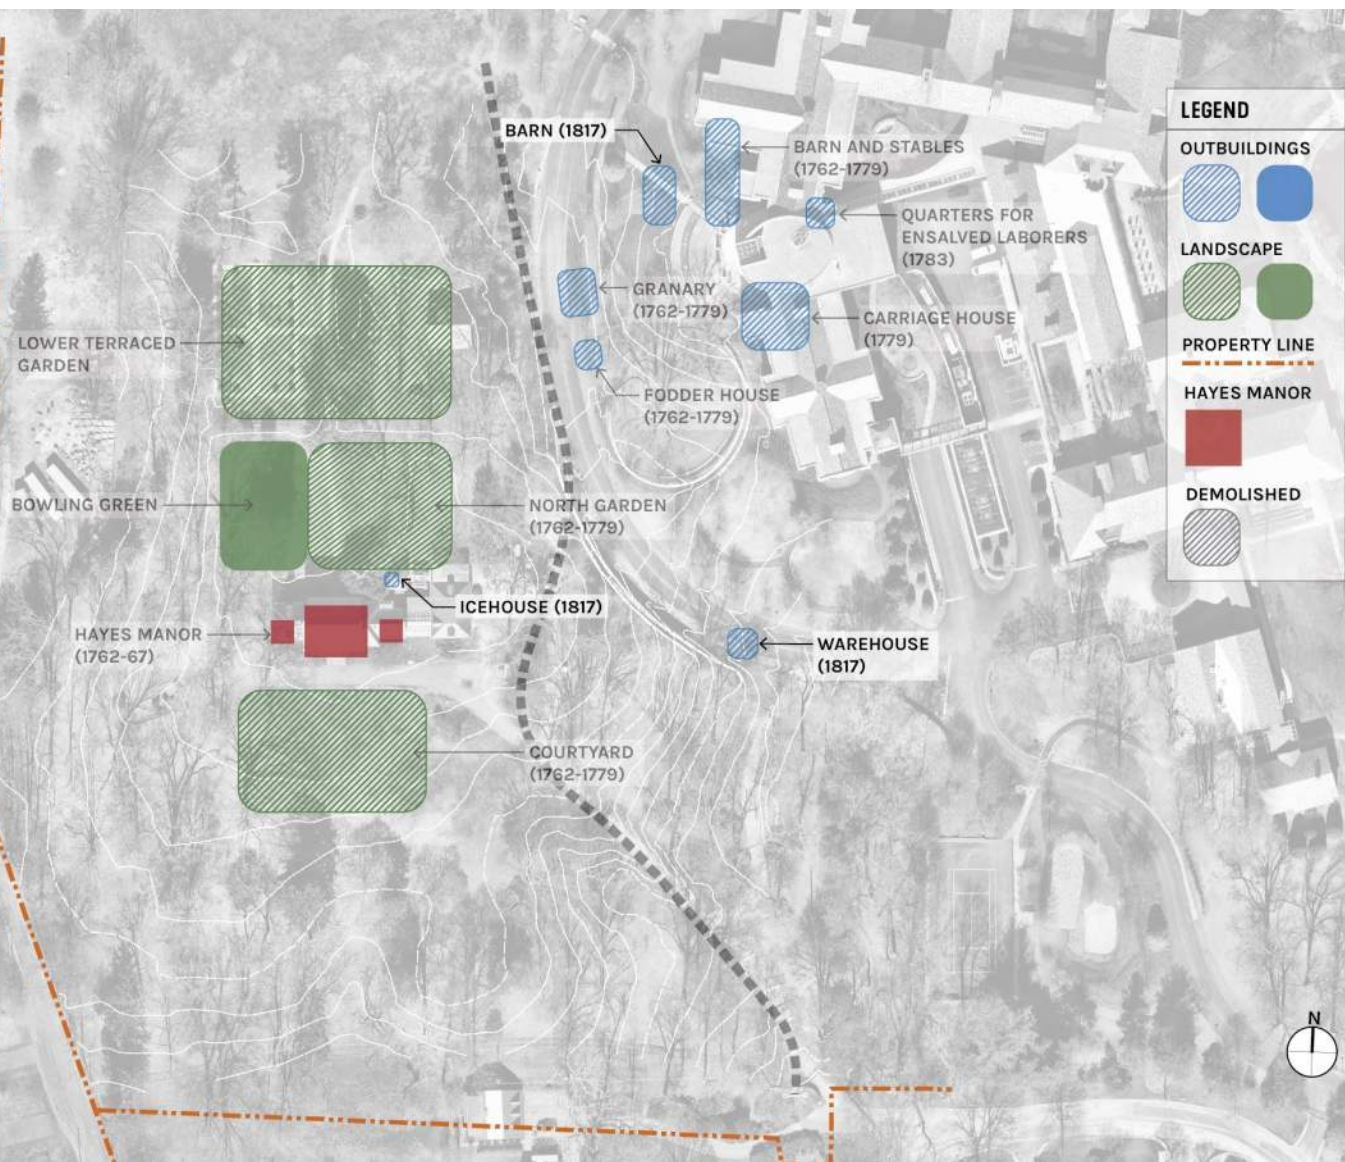 BARN (1817)
BARN AND STABLES
(1762-1779)
QUARTERS FOR
ENSALVED LABORERS
(1783)
GRANARY
(1762-1779)
CARRIAGE HOUSE
(1779)
LOWER TERRACED
GARDEN
FODDER HOUSE
(1762-1779)
BOWLING GREEN
NORTH GARDEN
(1762-1779)
ICEHOUSE (1817)
HAYES MANOR
(1762-67)
WAREHOUSE
(1817)
COURTYARD
(1762-1779)
LEGEND
OUTBUILDINGS
LANDSCAPE
PROPERTY LINE
HAYES MANOR
DEMOLISHED
N